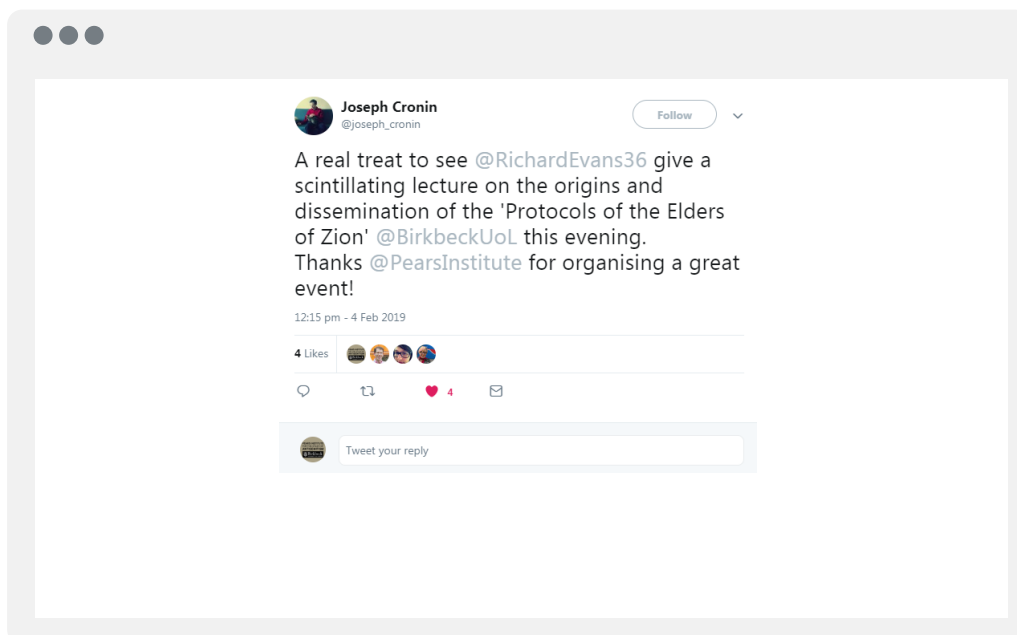 Joseph Cronin
@joseph_cronin
Follow
A real treat to see @RichardEvans36 give a
scintillating lecture on the origins and
dissemination of the 'Protocols of the Elders
of Zion' @BirkbeckUoL this evening.
Thanks @PearsInstitute for organising a great
event!
12:15 pm - 4 Feb 2019
4 Likes
4
Tweet your reply